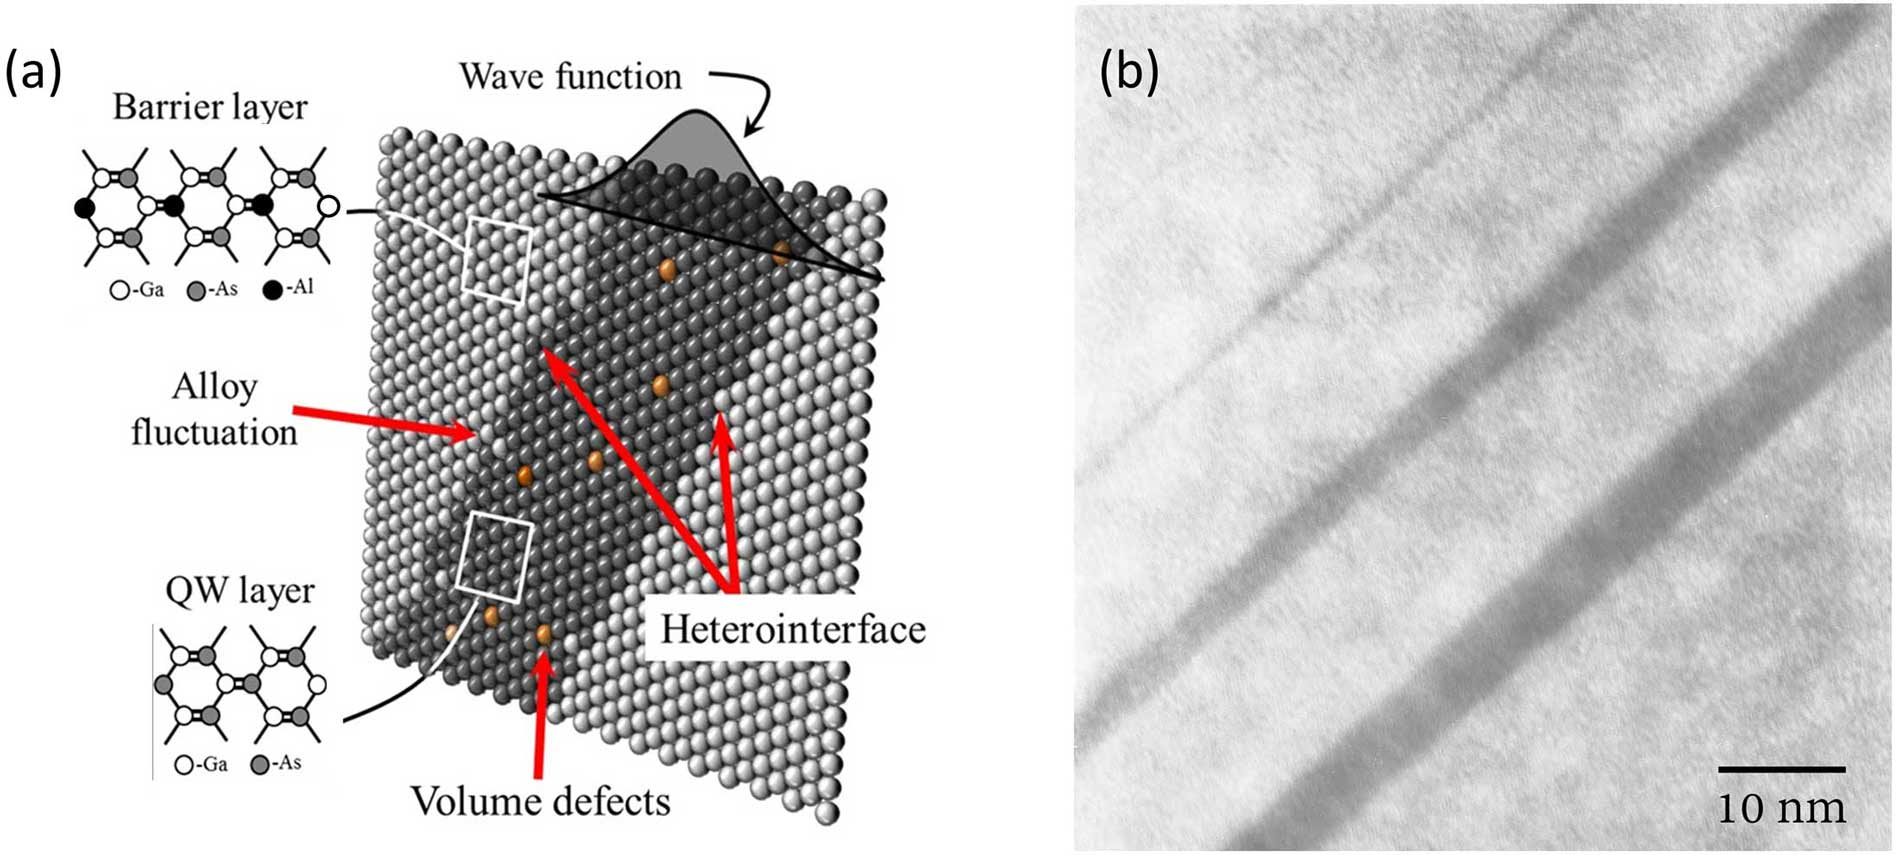 (a)
Wave function
Barrier layer
-Ga -As -Al
Alloy
fluctuation
QW layer
-Ga -As
Heterointerface
Volume defects
(b)
10 nm